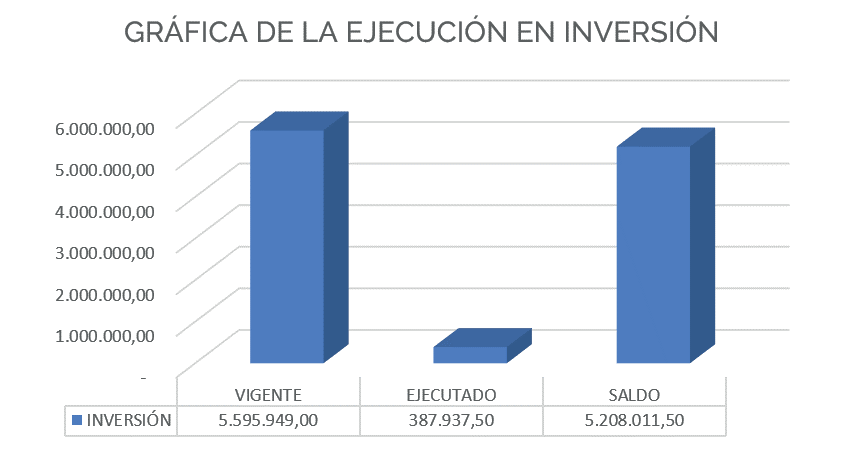 GRÁFICA DE LA EJECUCIÓN EN INVERSIÓN
6.000.000,00
5.000.000,00
4.000.000,00
3.000.000,00
2.000.000,00
1.000.000,00
-
VIGENTE EJECUTADO SALDO
INVERSIÓN 5.595.949,00 387.937,50 5.208.011,50